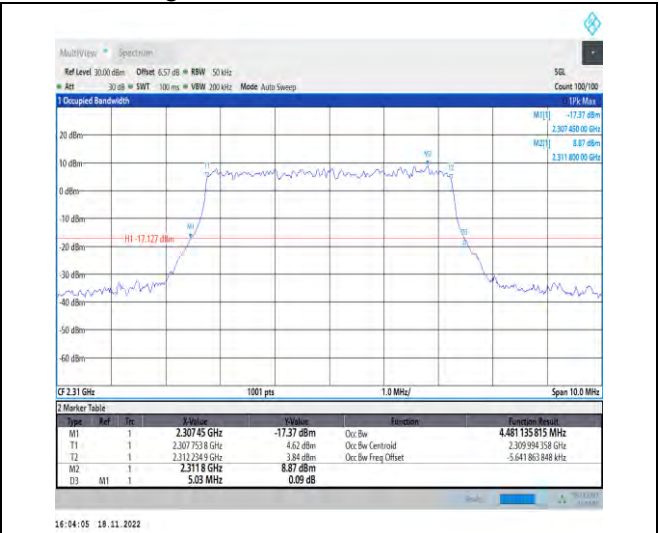 MultiView Spectrum
Ref Level 30.00 dBm Offset 6.57 dB RBW 50 kHz SGL
Att 30 dB SWT 100 ms VBW 200 kHz Mode Auto Sweep Count 100/100
1 Occupied Bandwidth 1Pk Max
M1[1] -17.37 dBm
2.307 450 00 GHz
20 dBm
M2[1] 8.87 dBm
2.311 800 00 GHz
M2
10 dBm
T1 T2
0 dBm
-10 dBm
M1
H1 -17.127 dBm
D3
-20 dBm
-30 dBm
-40 dBm
-50 dBm
-60 dBm
CF 2.31 GHz 1001 pts 1.0 MHz/ Span 10.0 MHz
2 Marker Table
Type Ref Trc X-Value Y-Value Function Function Result
M1 1 2.307 45 GHz -17.37 dBm Occ Bw 4.481 135 815 MHz
T1 1 2.307 753 8 GHz 4.62 dBm Occ Bw Centroid 2.309 994 358 GHz
T2 1 2.312 234 9 GHz 3.84 dBm Occ Bw Freq Offset -5.641 863 848 kHz
M2 1 2.311 8 GHz 8.87 dBm
D3 M1 1 5.03 MHz 0.09 dB
16:04:05 18.11.2022